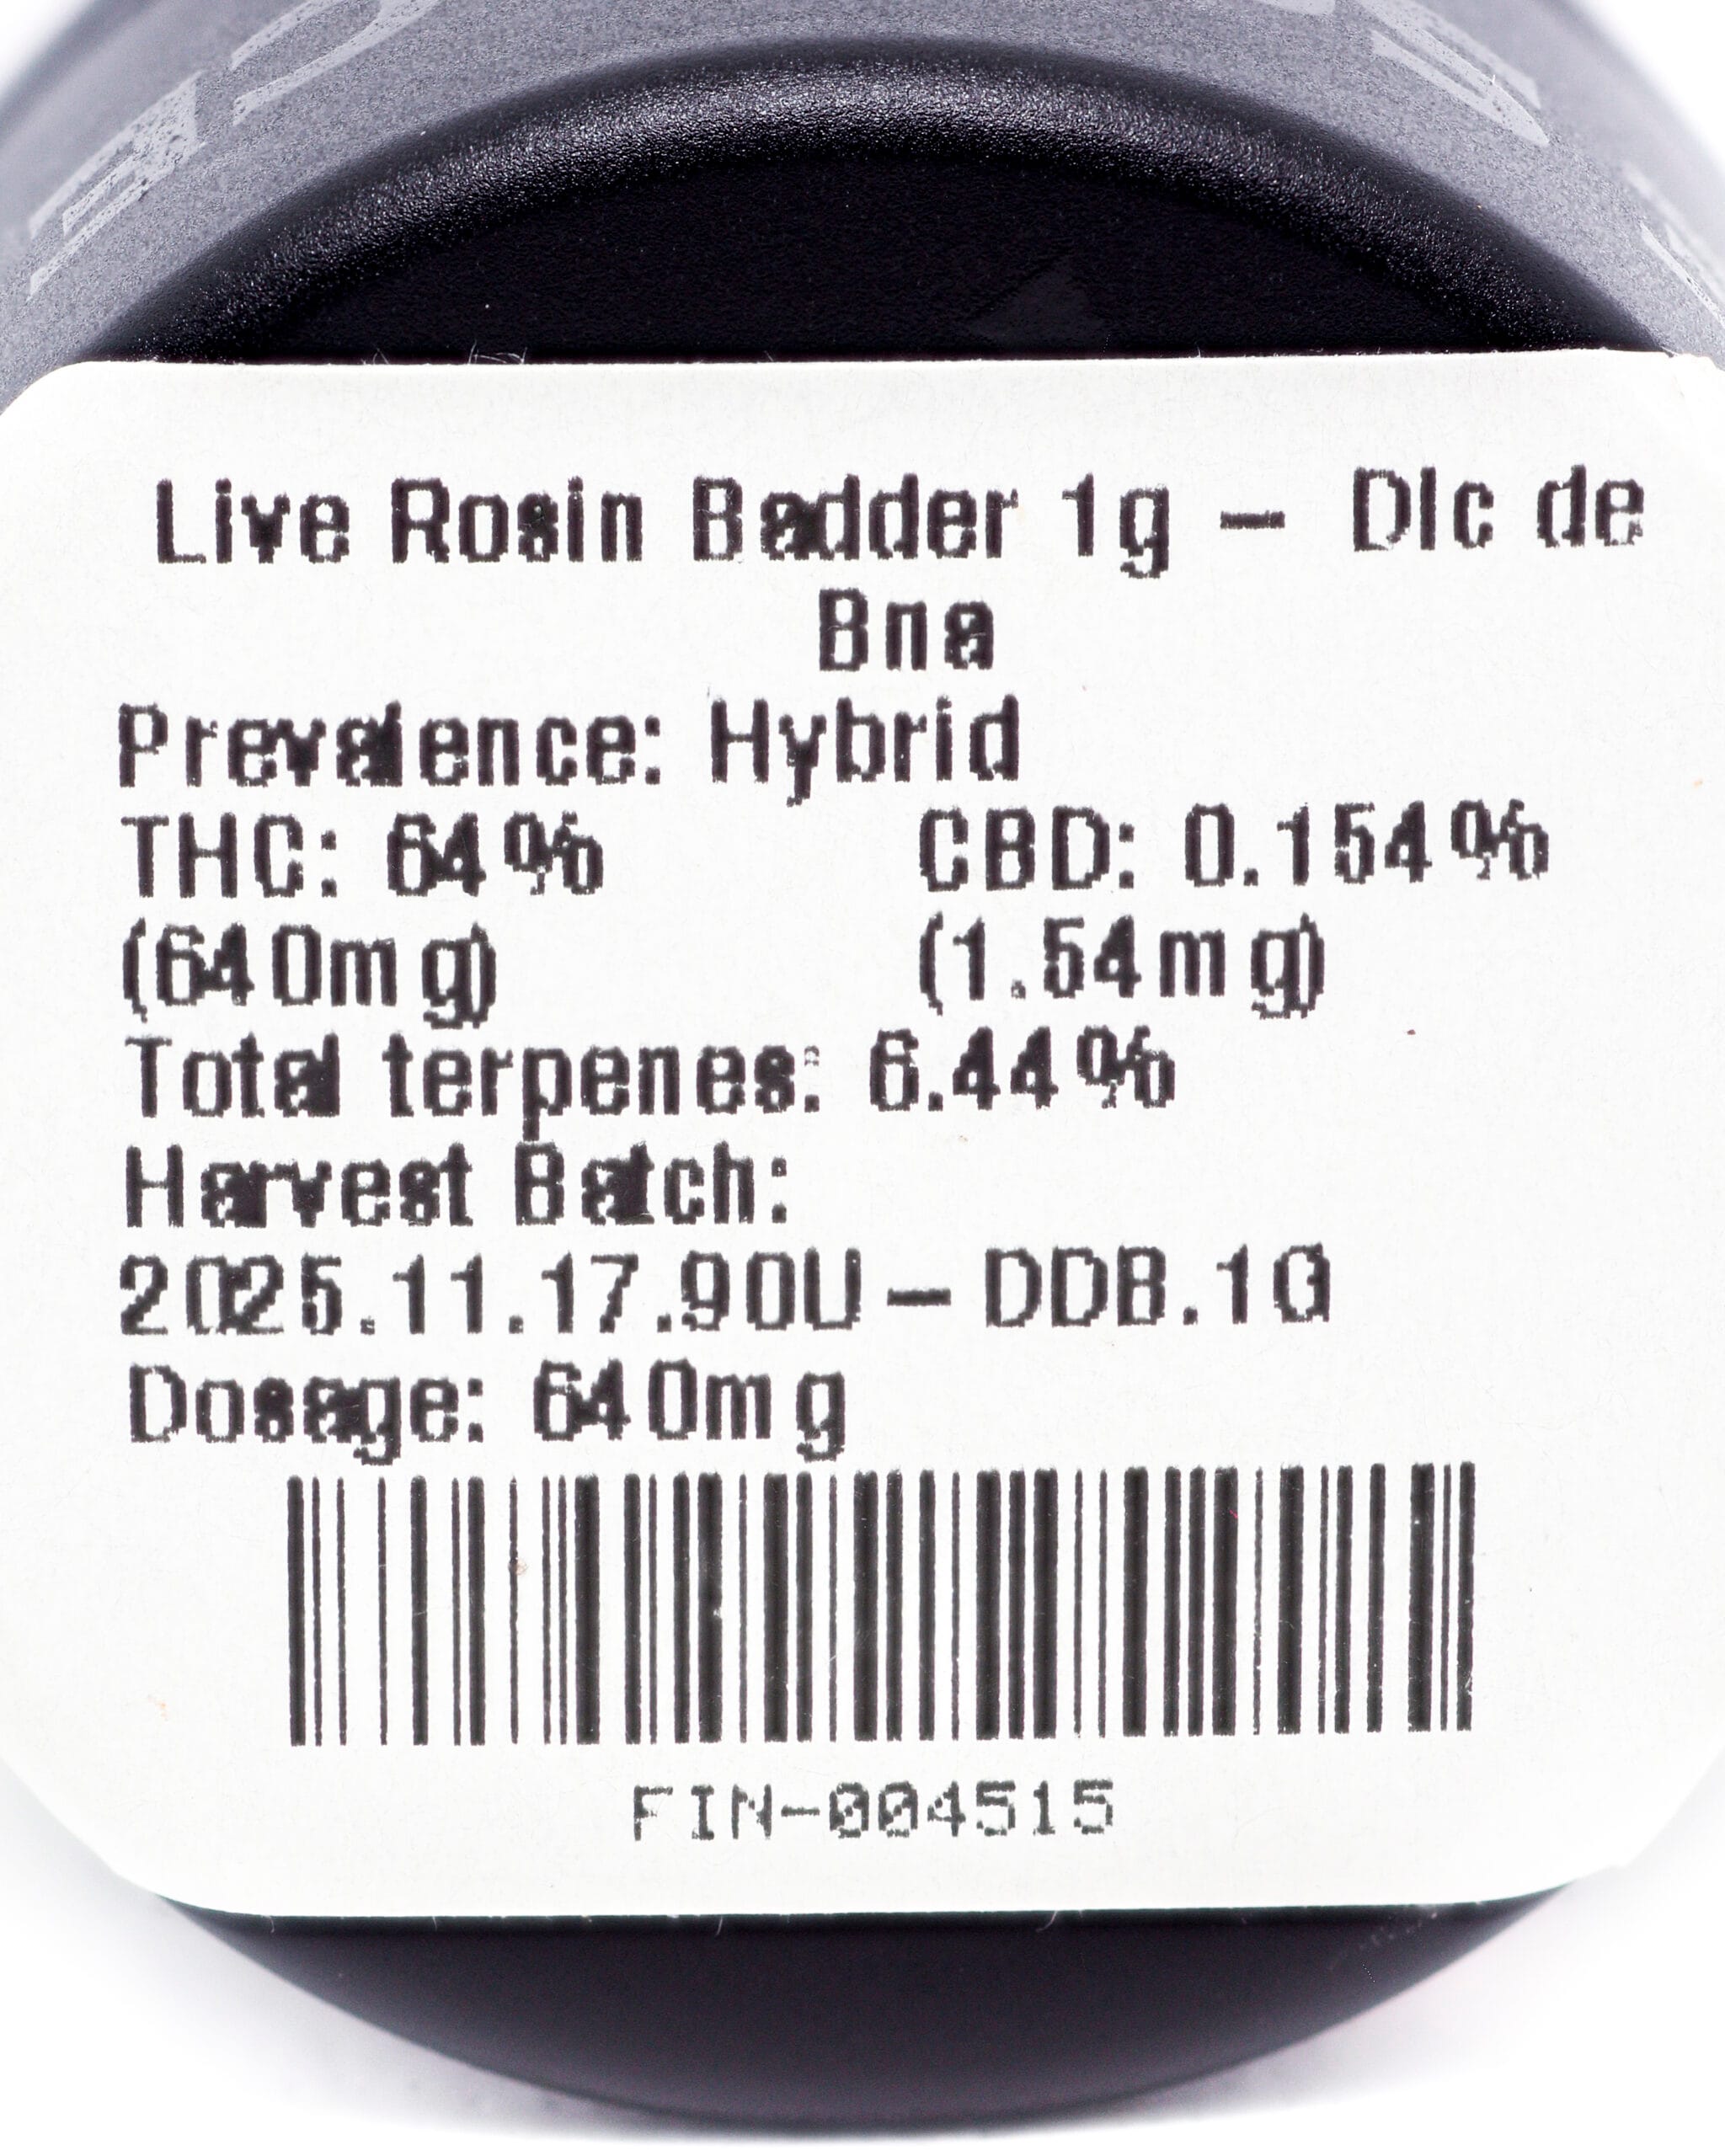 Live Rosin Badder 1g - Dlc de
Bna
Prevalence: Hybrid
THC: 64% CBD: 0.154%
(640mg) (1.54mg)
Total terpenes: 6.44%
Harvest Batch:
2025.11.17.90U-DDB.1G
Dosage: 640mg
FIN-004515